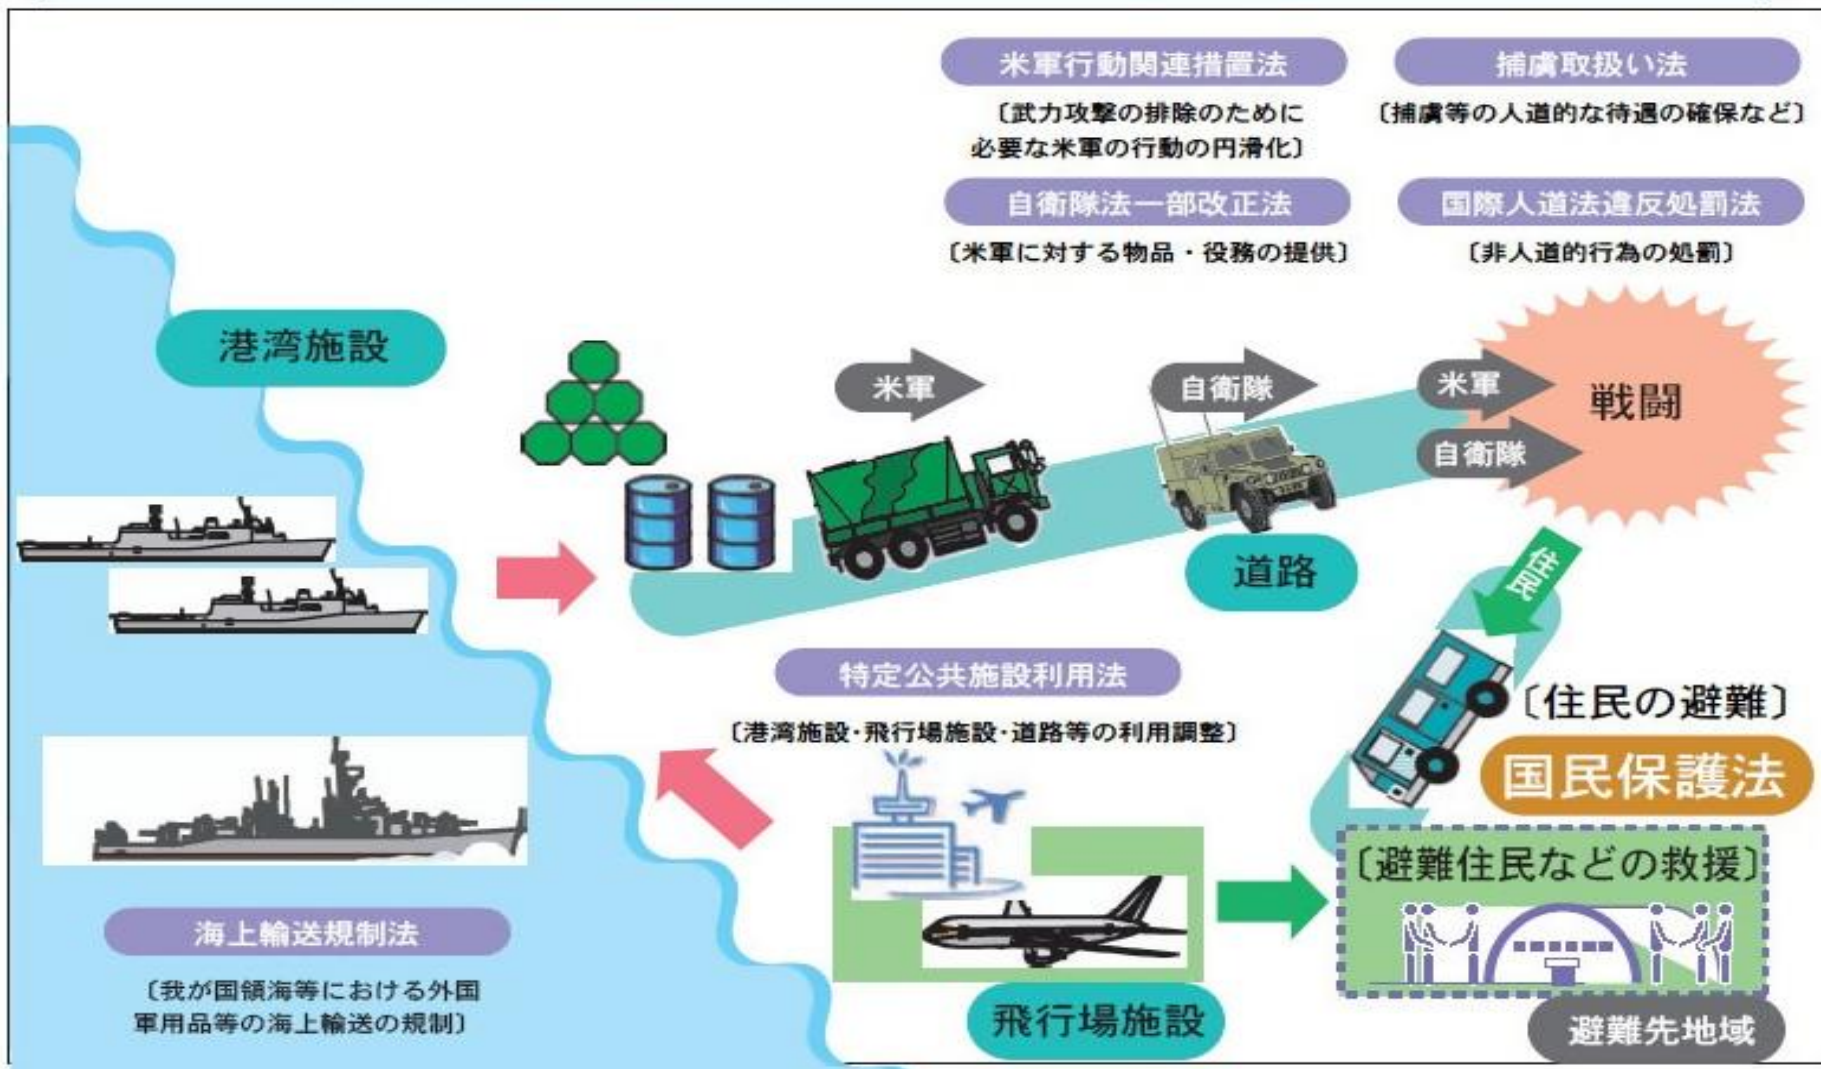 米軍行動関連措置法
〔武力攻撃の排除のために
必要な米軍の行動の円滑化〕
捕虜取扱い法
〔捕虜等の人道的な待遇の確保など〕
自衛隊法一部改正法
〔米軍に対する物品・役務の提供〕
国際人道法違反処罰法
〔非人道的行為の処罰〕
港湾施設
米軍
自衛隊
米軍
自衛隊
戦闘
道路
住民
特定公共施設利用法
〔港湾施設・飛行場施設・道路等の利用調整〕
〔住民の避難〕
国民保護法
〔避難住民などの救援〕
海上輸送規制法
〔我が国領海等における外国
軍用品等の海上輸送の規制〕
飛行場施設
避難先地域